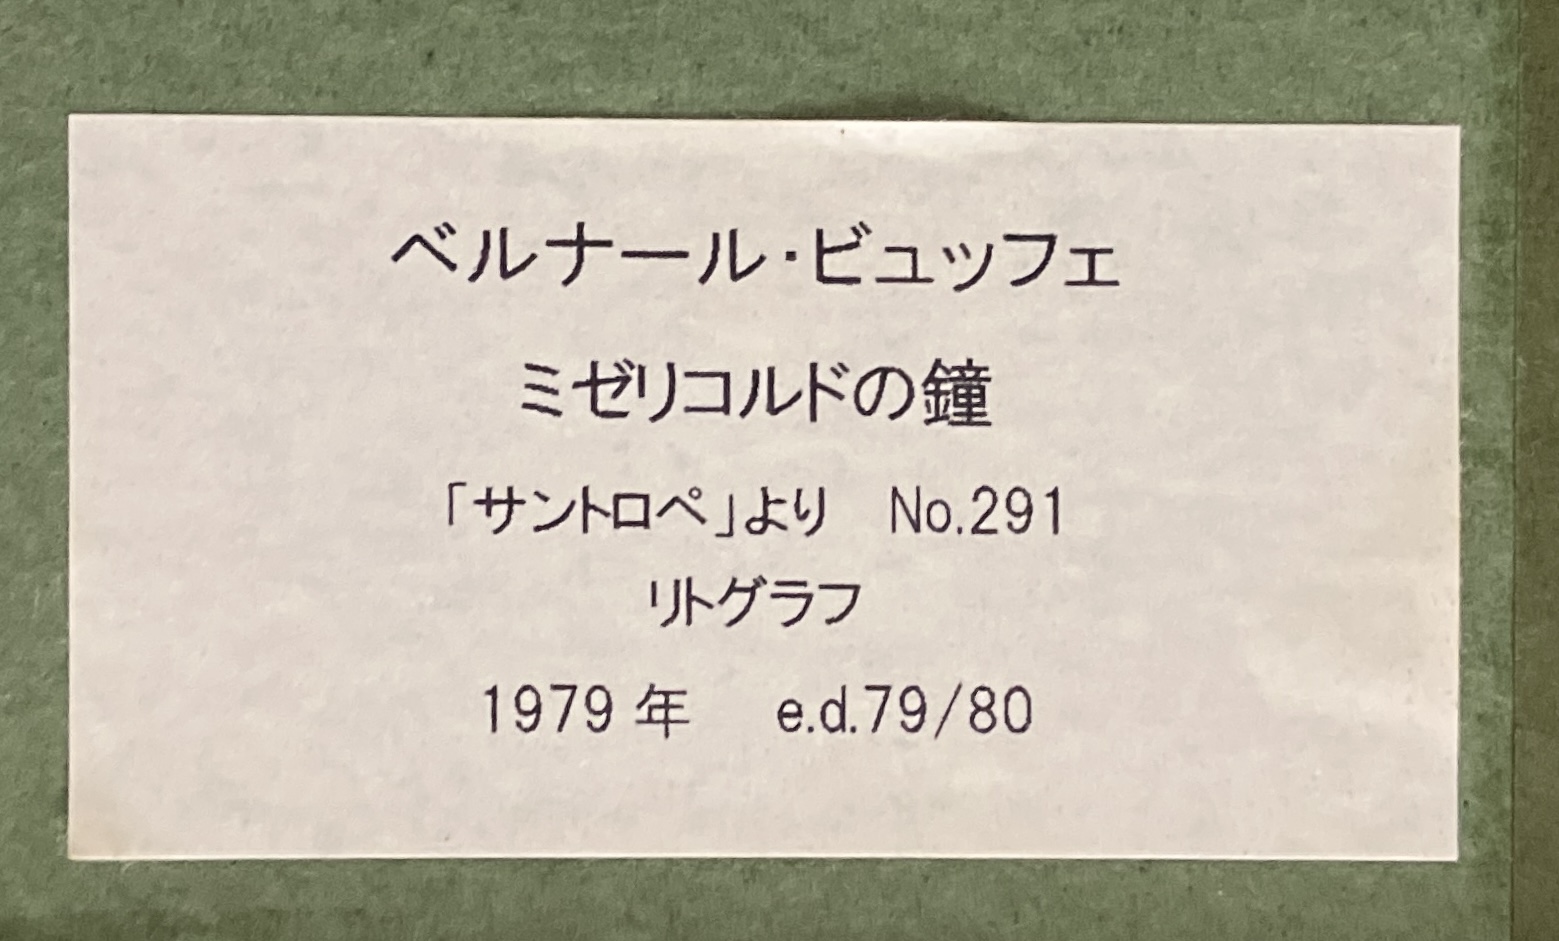 ベルナール・ビュッフェ
ミゼリコルドの鐘
「サントロペ」より　No.291
リトグラフ
1979 年　e.d.79/80